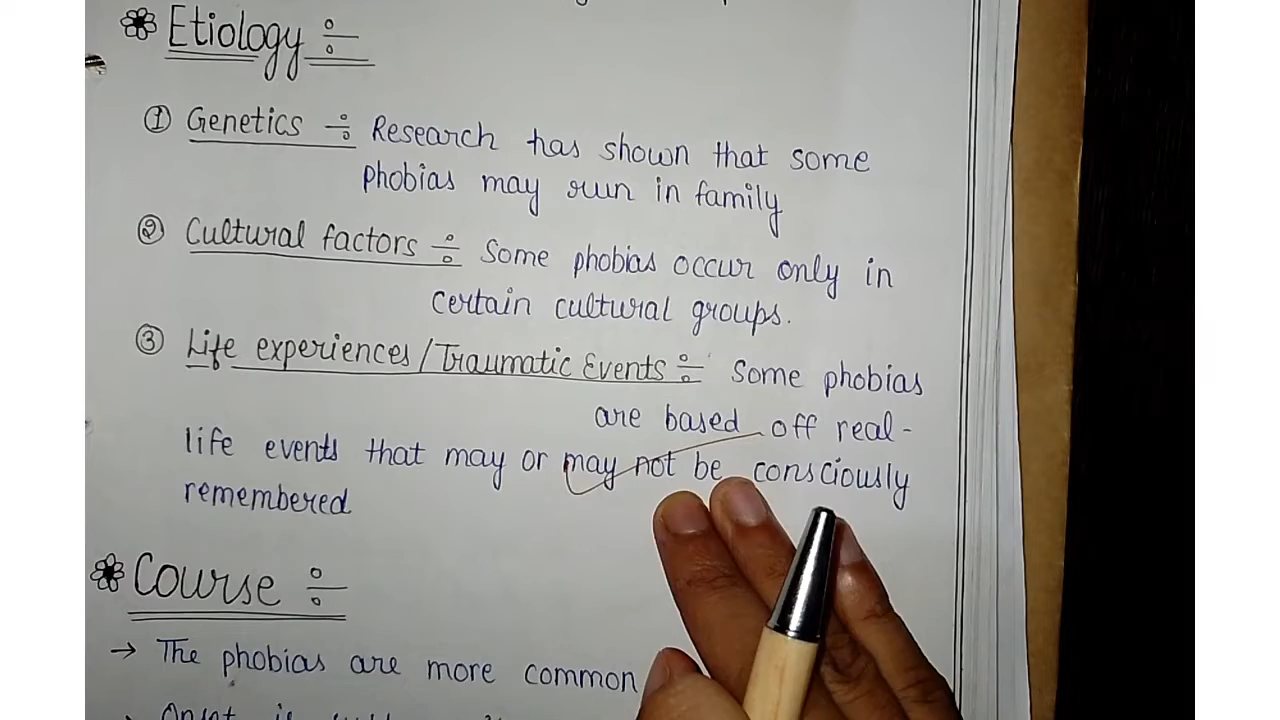 Etiology ÷
① Genetics ÷ Research has shown that some
phobias may run in family
② Cultural factors ÷ Some phobias occur only in
certain cultural groups.
③ Life experiences/Traumatic Events ÷ Some phobias
are based off real-
life events that may or may not be consciously
remembered
Course ÷
→ The phobias are more common